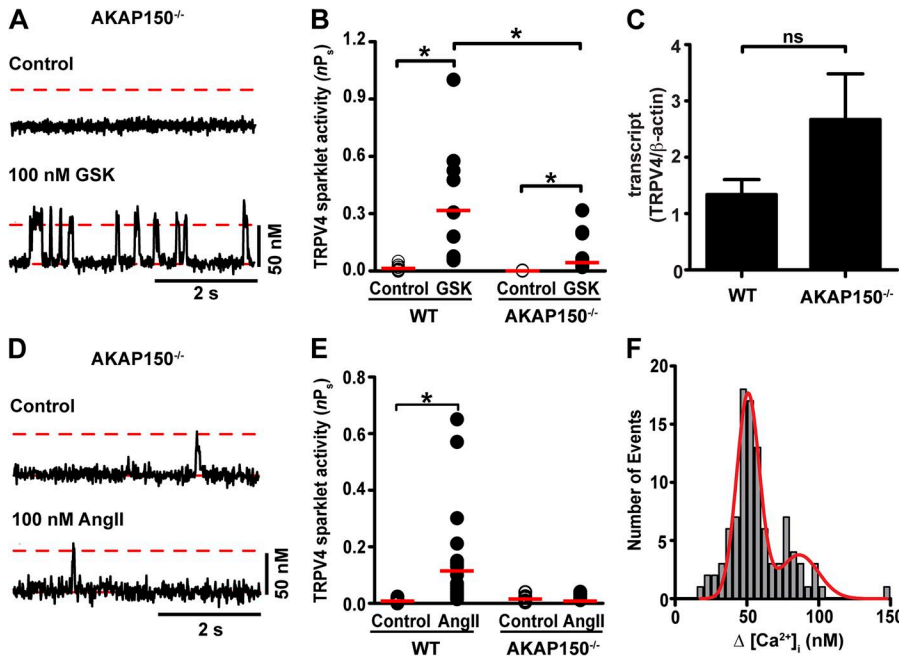 A
AKAP150-/-
Control
100 nM GSK
50 nM
2 s
B
TRPV4 sparklet activity (nPs)
1.2
0.9
0.6
0.3
0.0
*
*
*
Control GSK Control GSK
WT AKAP150-/-
C
transcript
(TRPV4/β-actin)
4
3
2
1
0
ns
WT AKAP150-/-
D
AKAP150-/-
Control
100 nM AngII
50 nM
2 s
E
TRPV4 sparklet activity (nPs)
0.8
0.6
0.4
0.2
0.0
*
Control AngII Control AngII
WT AKAP150-/-
F
Number of Events
20
15
10
5
0
0 50 100 150
Δ [Ca2+]i (nM)